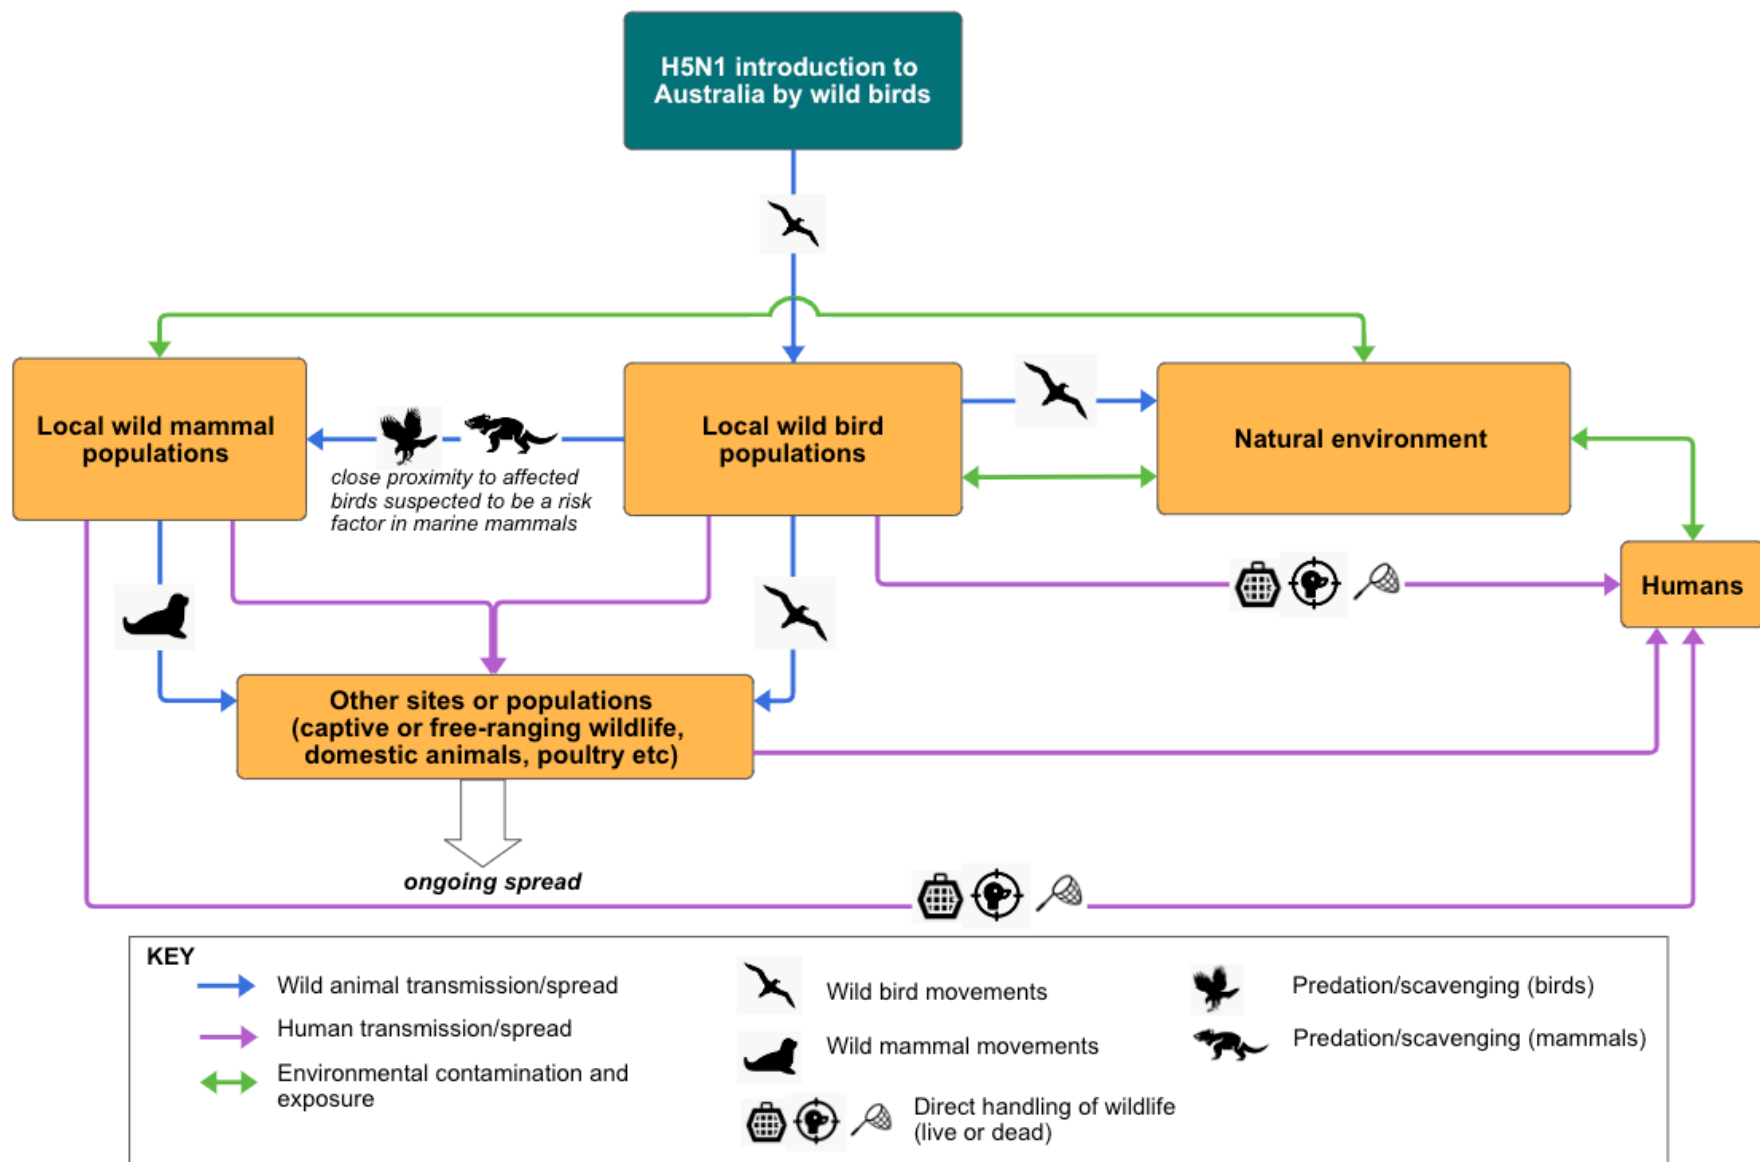 H5N1 introduction to
Australia by wild birds
Local wild mammal
populations
close proximity to affected
birds suspected to be a risk
factor in marine mammals
Local wild bird
populations
Natural environment
Humans
Other sites or populations
(captive or free-ranging wildlife,
domestic animals, poultry etc)
ongoing spread
KEY
Wild animal transmission/spread
Human transmission/spread
Environmental contamination and
exposure
Wild bird movements
Wild mammal movements
Direct handling of wildlife
(live or dead)
Predation/scavenging (birds)
Predation/scavenging (mammals)